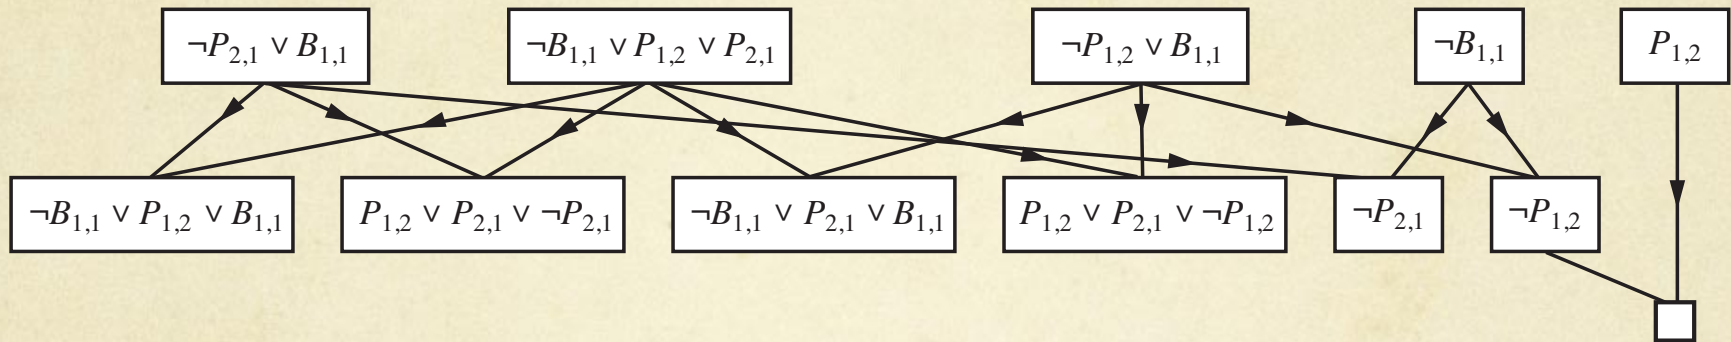 ¬P2,1 ∨ B1,1
¬B1,1 ∨ P1,2 ∨ P2,1
¬P1,2 ∨ B1,1
¬B1,1
P1,2
¬B1,1 ∨ P1,2 ∨ B1,1
P1,2 ∨ P2,1 ∨ ¬P2,1
¬B1,1 ∨ P2,1 ∨ B1,1
P1,2 ∨ P2,1 ∨ ¬P1,2
¬P2,1
¬P1,2